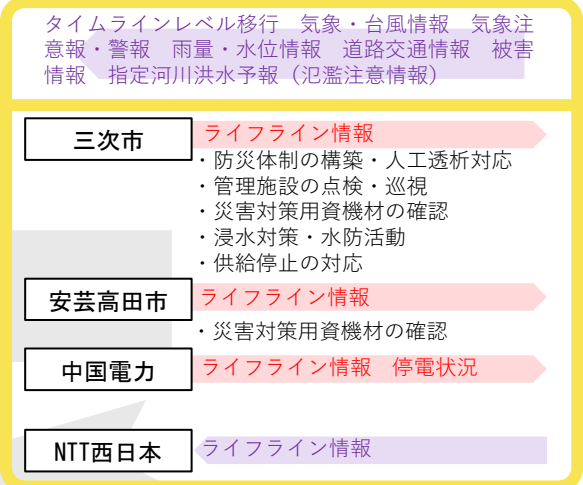 タイムラインレベル移行　気象・台風情報　気象注
意報・警報　雨量・水位情報　道路交通情報　被害
情報　指定河川洪水予報（氾濫注意情報）
三次市
ライフライン情報
・防災体制の構築・人工透析対応
・管理施設の点検・巡視
・災害対策用資機材の確認
・浸水対策・水防活動
・供給停止の対応
安芸高田市
ライフライン情報
・災害対策用資機材の確認
中国電力
ライフライン情報　停電状況
NTT西日本
ライフライン情報